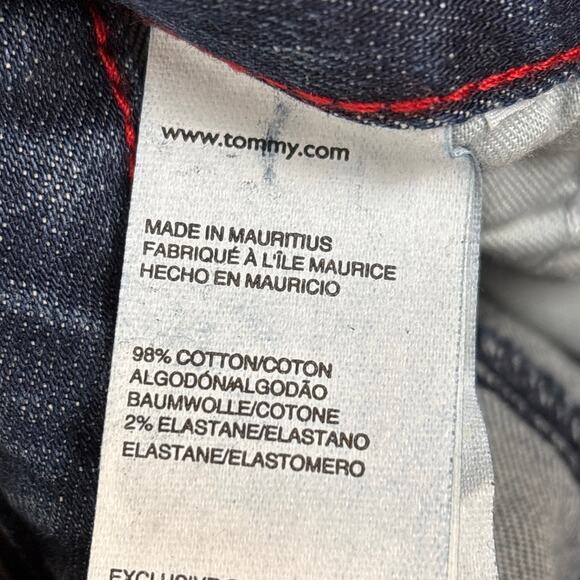 www.tommy.com
MADE IN MAURITIUS
FABRIQUÉ À L'ÎLE MAURICE
HECHO EN MAURICIO
98% COTTON/COTON
ALGODÓN/ALGODÃO
BAUMWOLLE/COTONE
2% ELASTANE/ELASTANO
ELASTANE/ELASTOMERO
EXCLUSIVE